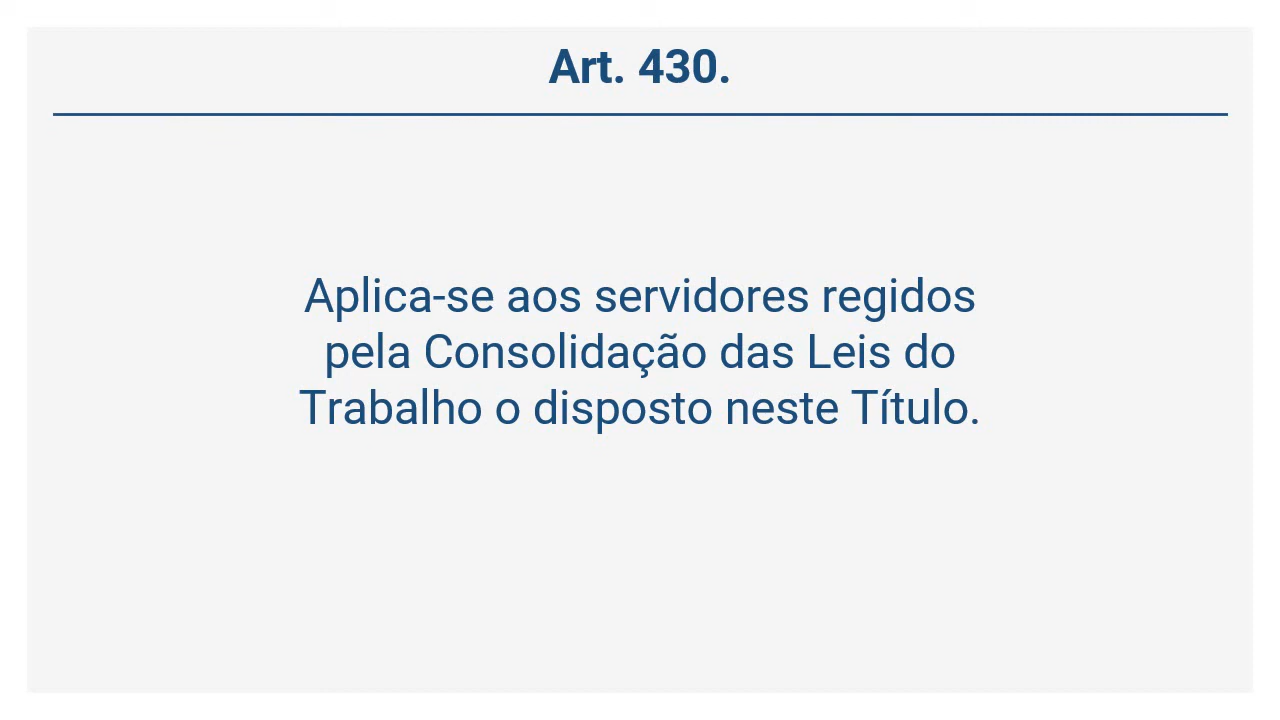 Art. 430.
Aplica-se aos servidores regidos
pela Consolidação das Leis do
Trabalho o disposto neste Título.